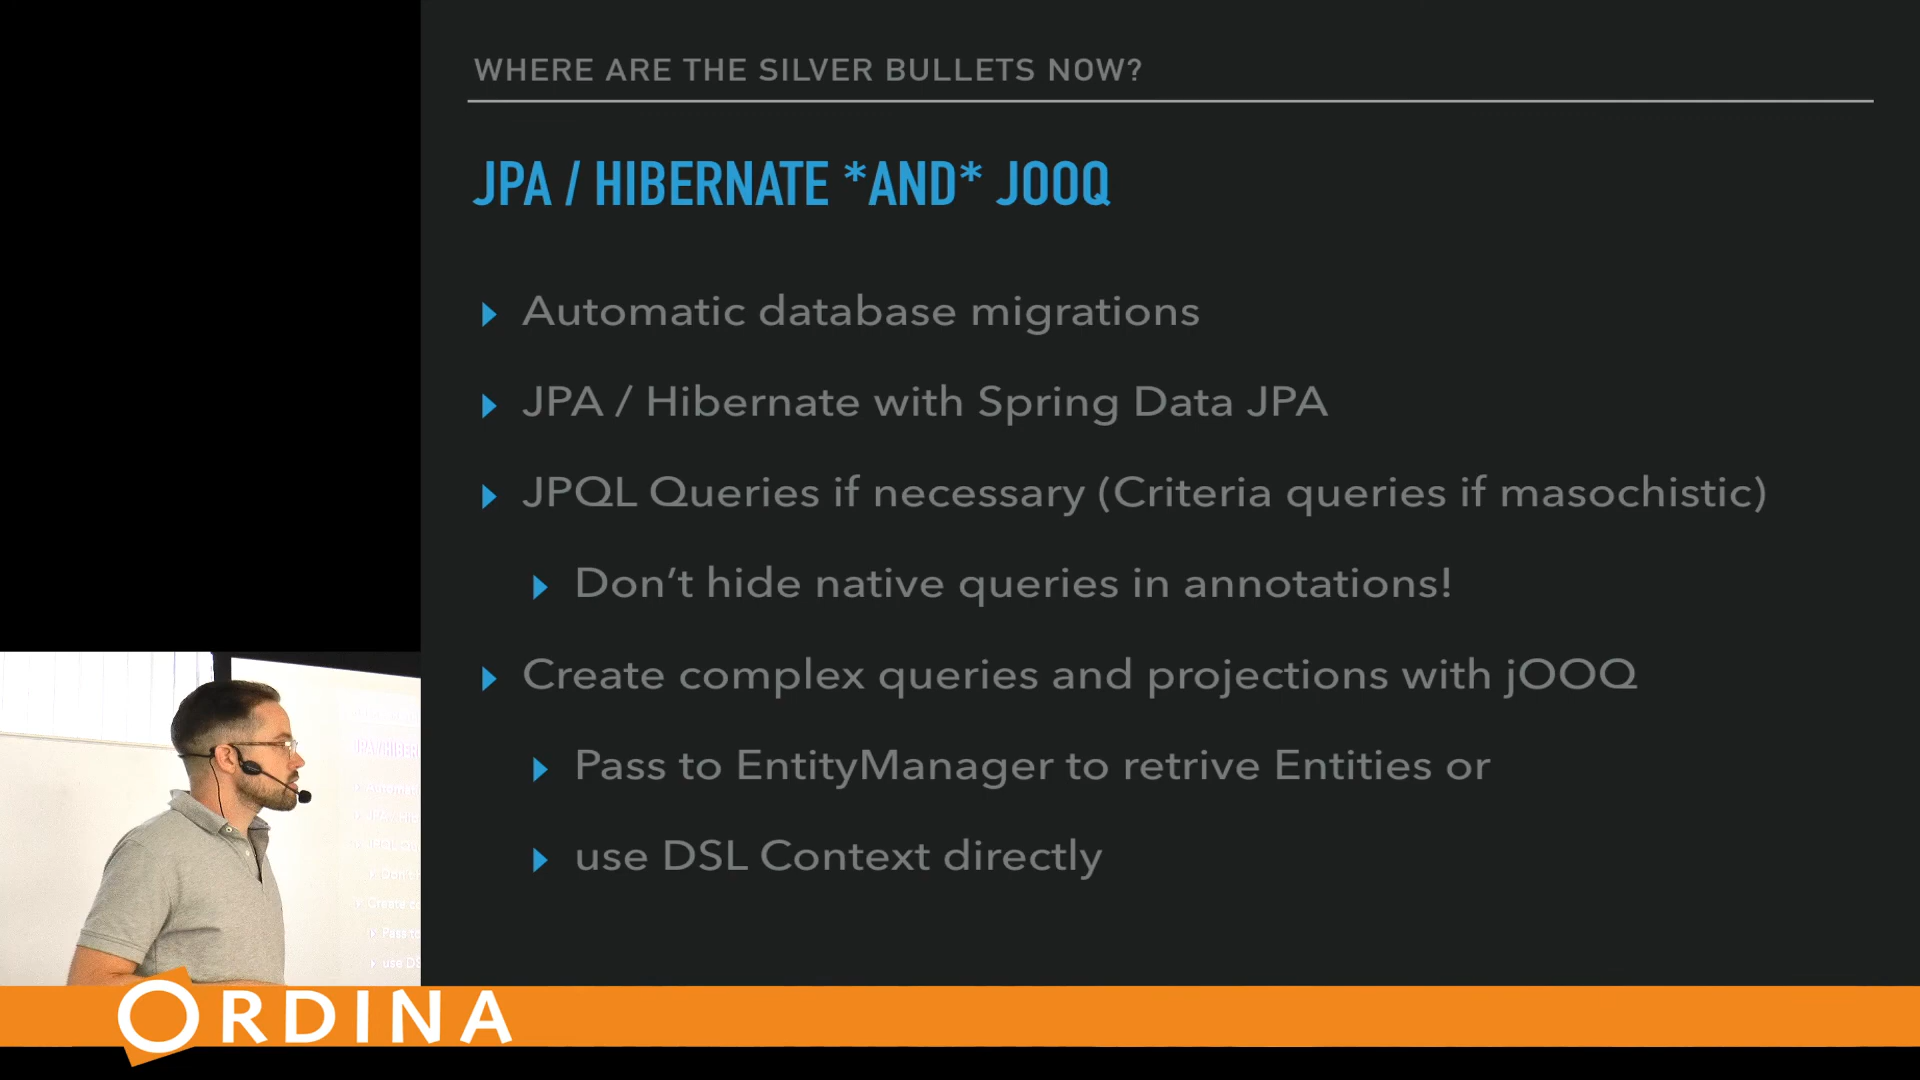 WHERE ARE THE SILVER BULLETS NOW?
JPA / HIBERNATE *AND* JOOQ
Automatic database migrations
JPA / Hibernate with Spring Data JPA
JPQL Queries if necessary (Criteria queries if masochistic)
Don’t hide native queries in annotations!
Create complex queries and projections with jOOQ
Pass to EntityManager to retrive Entities or
use DSL Context directly
ORDINA